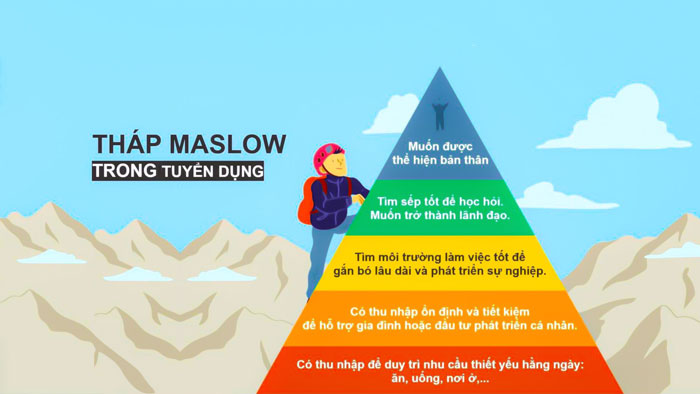 THÁP MASLOW
TRONG TUYỂN DỤNG
Muốn được
thể hiện bản thân
Tìm sếp tốt để học hỏi.
Muốn trở thành lãnh đạo.
Tìm môi trường làm việc tốt để
gắn bó lâu dài và phát triển sự nghiệp.
Có thu nhập ổn định và tiết kiệm
để hỗ trợ gia đình hoặc đầu tư phát triển cá nhân.
Có thu nhập để duy trì nhu cầu thiết yếu hằng ngày:
ăn, uống, nơi ở,...